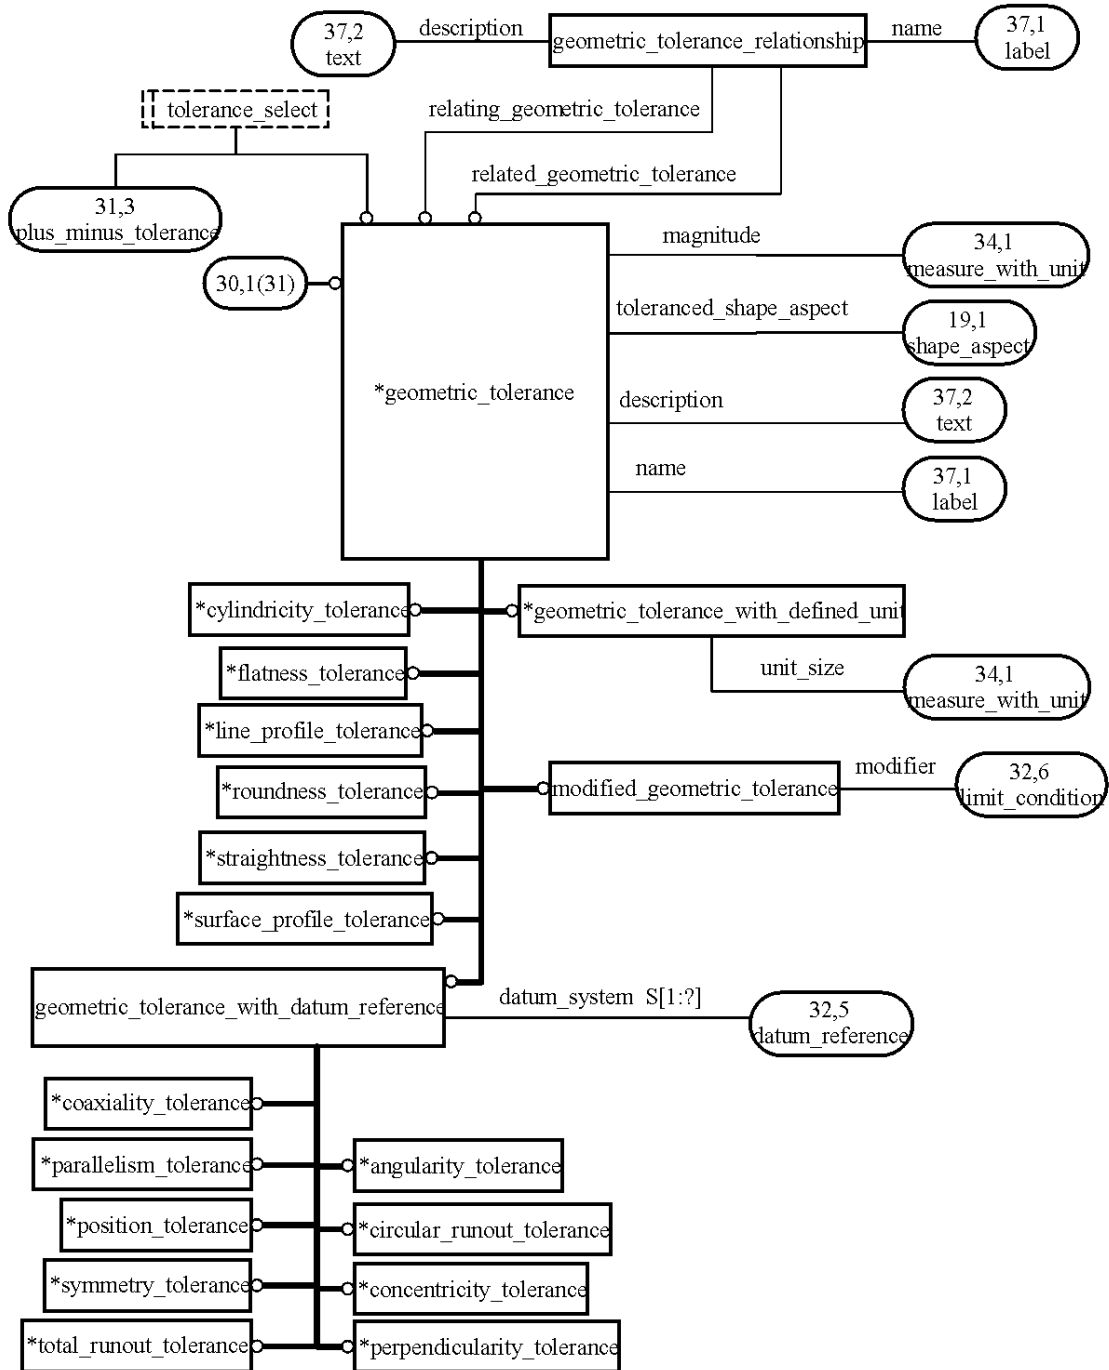 37,2
text
description
geometric_tolerance_relationship
name
37,1
label
tolerance_select
relating_geometric_tolerance
related_geometric_tolerance
31,3
plus_minus_tolerance
30,1(31)
magnitude
34,1
measure_with_unit
toleranced_shape_aspect
19,1
shape_aspect
*geometric_tolerance
description
37,2
text
name
37,1
label
*cylindricity_tolerance
*geometric_tolerance_with_defined_unit
*flatness_tolerance
unit_size
34,1
measure_with_unit
*line_profile_tolerance
*roundness_tolerance
modified_geometric_tolerance
modifier
32,6
limit_condition
*straightness_tolerance
*surface_profile_tolerance
geometric_tolerance_with_datum_reference
datum_system S[1:?]
32,5
datum_reference
*coaxiality_tolerance
*parallelism_tolerance
*angularity_tolerance
*position_tolerance
*circular_runout_tolerance
*symmetry_tolerance
*concentricity_tolerance
*total_runout_tolerance
*perpendicularity_tolerance